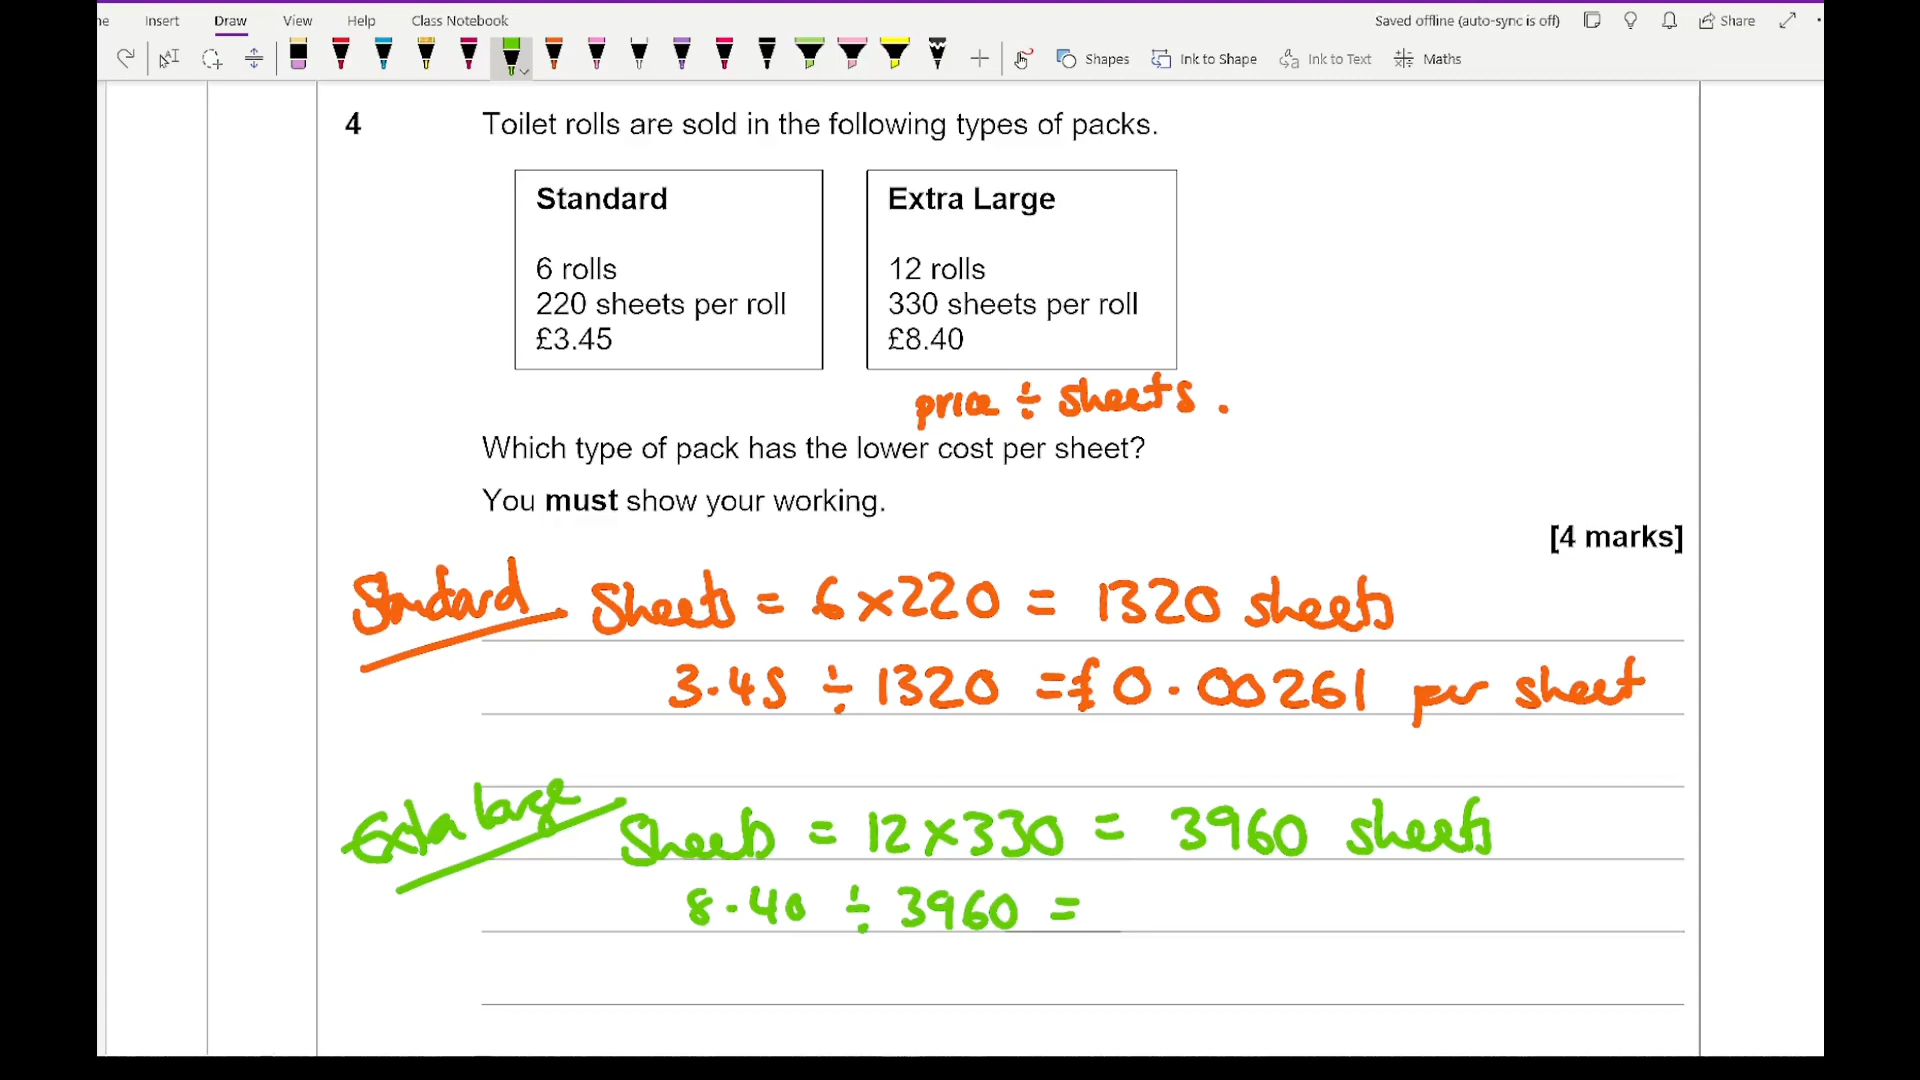 Insert Draw View Help Class Notebook Saved offline (auto-sync is off) Share
Shapes Ink to Shape Ink to Text Maths
4 Toilet rolls are sold in the following types of packs.
Standard
6 rolls
220 sheets per roll
£3.45
Extra Large
12 rolls
330 sheets per roll
£8.40
price ÷ sheets.
Which type of pack has the lower cost per sheet?
You must show your working.
[4 marks]
Standard Sheets = 6 × 220 = 1320 sheets
3.45 ÷ 1320 = £0.00261 per sheet
Extra large Sheets = 12 × 330 = 3960 sheets
8.40 ÷ 3960 =